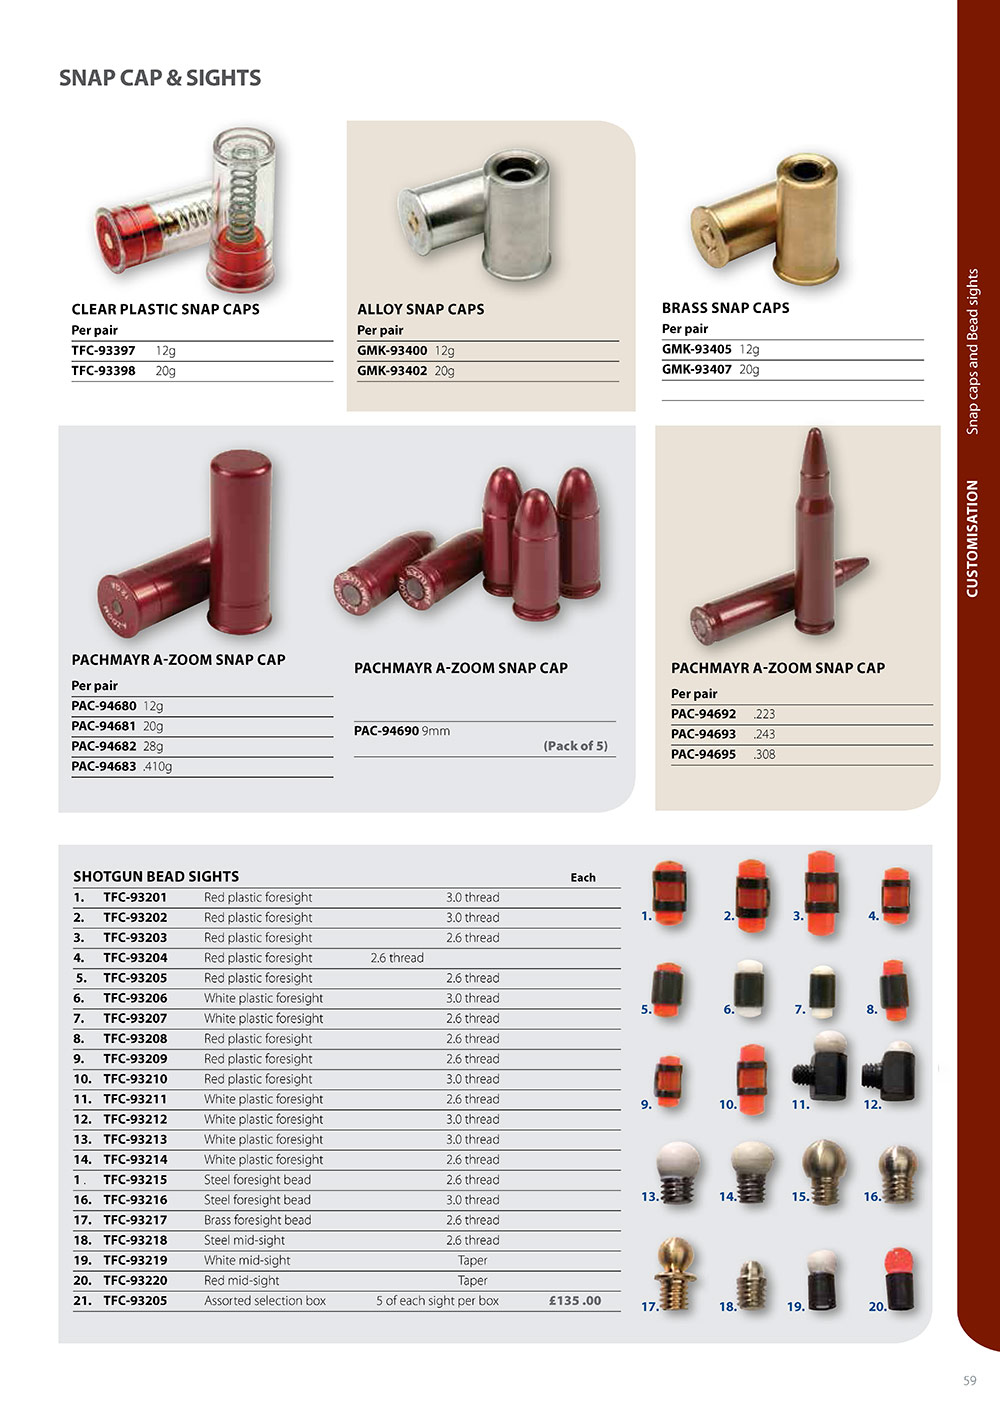 SNAP CAP & SIGHTS
CLEAR PLASTIC SNAP CAPS
Per pair
TFC-93397 12g
TFC-93398 20g
ALLOY SNAP CAPS
Per pair
GMK-93400 12g
GMK-93402 20g
BRASS SNAP CAPS
Per pair
GMK-93405 12g
GMK-93407 20g
PACHMAYR A-ZOOM SNAP CAP
Per pair
PAC-94680 12g
PAC-94681 20g
PAC-94682 28g
PAC-94683 .410g
PACHMAYR A-ZOOM SNAP CAP
PAC-94690 9mm
(Pack of 5)
PACHMAYR A-ZOOM SNAP CAP
Per pair
PAC-94692 .223
PAC-94693 .243
PAC-94695 .308
SHOTGUN BEAD SIGHTS Each
1. TFC-93201 Red plastic foresight 3.0 thread
2. TFC-93202 Red plastic foresight 3.0 thread
3. TFC-93203 Red plastic foresight 2.6 thread
4. TFC-93204 Red plastic foresight 2.6 thread
5. TFC-93205 Red plastic foresight 2.6 thread
6. TFC-93206 White plastic foresight 3.0 thread
7. TFC-93207 White plastic foresight 2.6 thread
8. TFC-93208 Red plastic foresight 2.6 thread
9. TFC-93209 Red plastic foresight 2.6 thread
10. TFC-93210 Red plastic foresight 3.0 thread
11. TFC-93211 White plastic foresight 2.6 thread
12. TFC-93212 White plastic foresight 3.0 thread
13. TFC-93213 White plastic foresight 3.0 thread
14. TFC-93214 White plastic foresight 2.6 thread
1 . TFC-93215 Steel foresight bead 2.6 thread
16. TFC-93216 Steel foresight bead 3.0 thread
17. TFC-93217 Brass foresight bead 2.6 thread
18. TFC-93218 Steel mid-sight 2.6 thread
19. TFC-93219 White mid-sight Taper
20. TFC-93220 Red mid-sight Taper
21. TFC-93205 Assorted selection box 5 of each sight per box £135 .00
1. 2. 3. 4.
5. 6. 7. 8.
9. 10. 11. 12.
13. 14. 15. 16.
17. 18. 19. 20.
CUSTOMISATION Snap caps and Bead sights
59